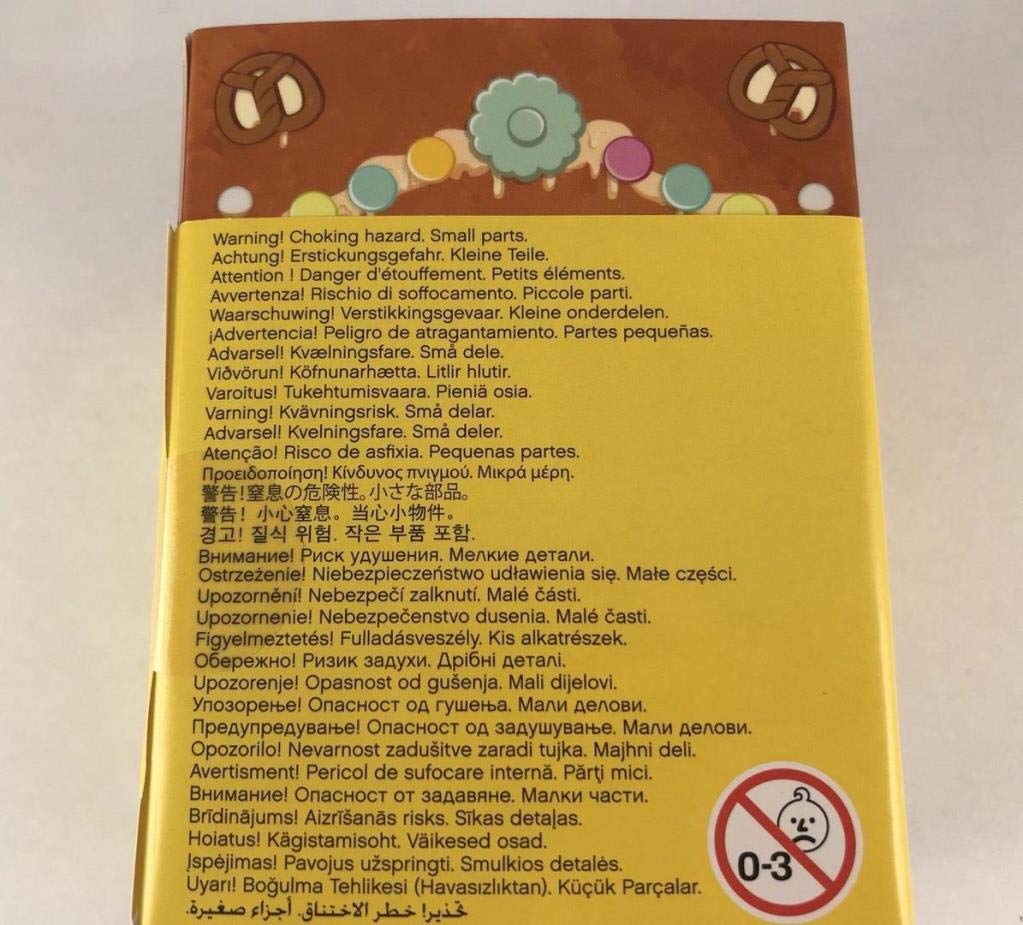 Warning! Choking hazard. Small parts.
Achtung! Erstickungsgefahr. Kleine Teile.
Attention ! Danger d'étouffement. Petits éléments.
Avvertenza! Rischio di soffocamento. Piccole parti.
Waarschuwing! Verstikkingsgevaar. Kleine onderdelen.
¡Advertencia! Peligro de atragantamiento. Partes pequeñas.
Advarsel! Kvælningsfare. Små dele.
Viðvörun! Köfnunarhætta. Litlir hlutir.
Varoitus! Tukehtumisvaara. Pieniä osia.
Varning! Kvävningsrisk. Små delar.
Advarsel! Kvelningsfare. Små deler.
Atenção! Risco de asfixia. Pequenas partes.
Προειδοποίηση! Κίνδυνος πνιγμού. Μικρά μέρη.
警告!窒息の危険性。小さな部品。
警告！小心窒息。当心小物件。
경고! 질식 위험. 작은 부품 포함.
Внимание! Риск удушения. Мелкие детали.
Ostrzeżenie! Niebezpieczeństwo udławienia się. Małe części.
Upozornění! Nebezpečí zalknutí. Malé části.
Upozornenie! Nebezpečenstvo dusenia. Malé časti.
Figyelmeztetés! Fulladásveszély. Kis alkatrészek.
Обережно! Ризик задухи. Дрібні деталі.
Upozorenje! Opasnost od gušenja. Mali dijelovi.
Упозорење! Опасност од гушења. Мали делови.
Предупредување! Опасност од задушување. Мали делови.
Opozorilo! Nevarnost zadušitve zaradi tujka. Majhni deli.
Avertisment! Pericol de sufocare internă. Părţi mici.
Внимание! Опасност от задавяне. Малки части.
Brīdinājums! Aizrīšanās risks. Sīkas detaļas.
Hoiatus! Kägistamisoht. Väikesed osad.
Įspėjimas! Pavojus užspringti. Smulkios detalės.
Uyarı! Boğulma Tehlikesi (Havasızlıktan). Küçük Parçalar.
تحذير! خطر الاختناق. أجزاء صغيرة.
0-3